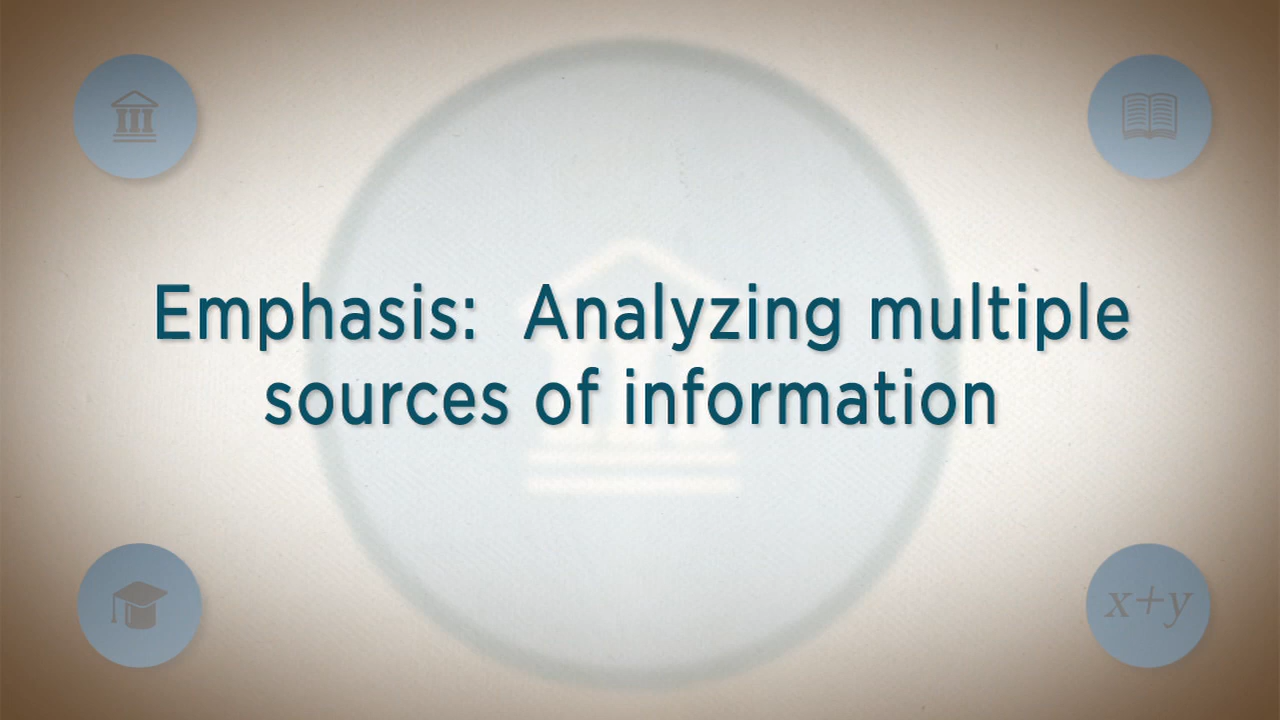 Emphasis:  Analyzing multiple
sources of information
x+y